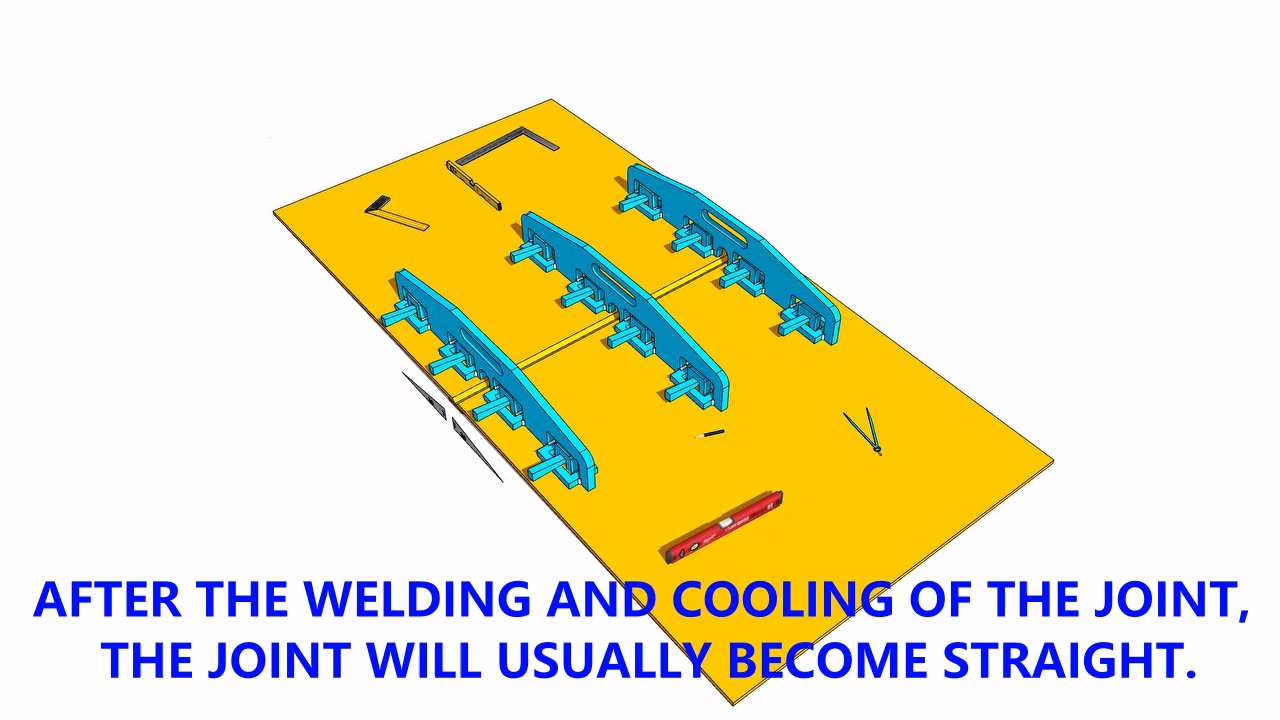 AFTER THE WELDING AND COOLING OF THE JOINT,
THE JOINT WILL USUALLY BECOME STRAIGHT.